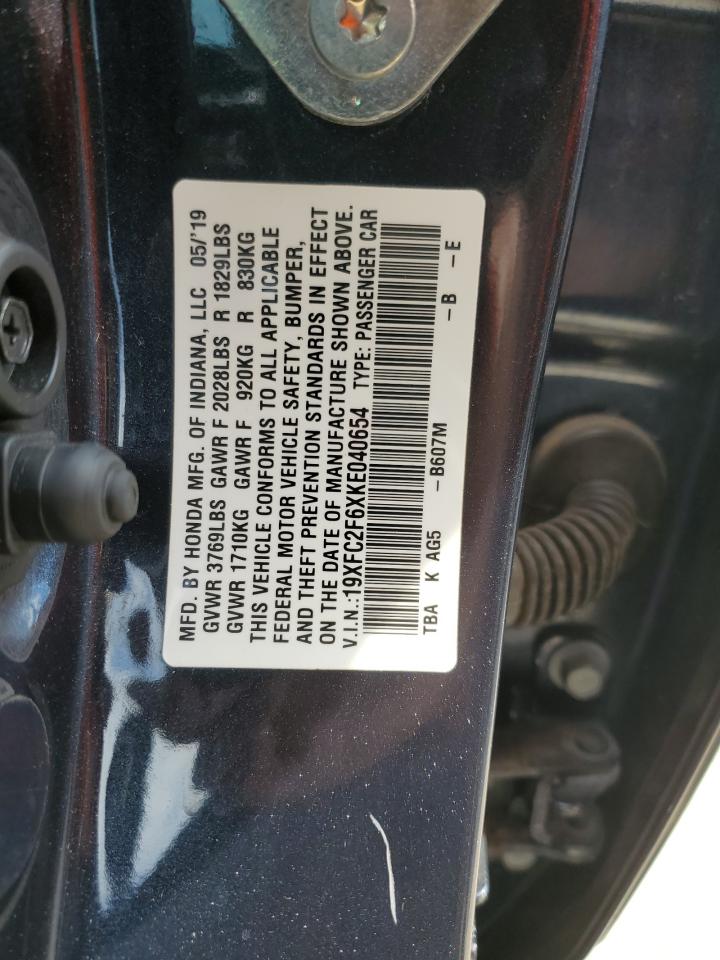 MFD. BY HONDA MFG. OF INDIANA, LLC 05/'19
GVWR 3769LBS GAWR F 2028LBS R 1829LBS
GVWR 1710KG GAWR F 920KG R 830KG
THIS VEHICLE CONFORMS TO ALL APPLICABLE
FEDERAL MOTOR VEHICLE SAFETY, BUMPER,
AND THEFT PREVENTION STANDARDS IN EFFECT
ON THE DATE OF MANUFACTURE SHOWN ABOVE.
V.I.N.:19XFC2F6XKE040654 TYPE: PASSENGER CAR
TBA K AG5 -B607M -B -E